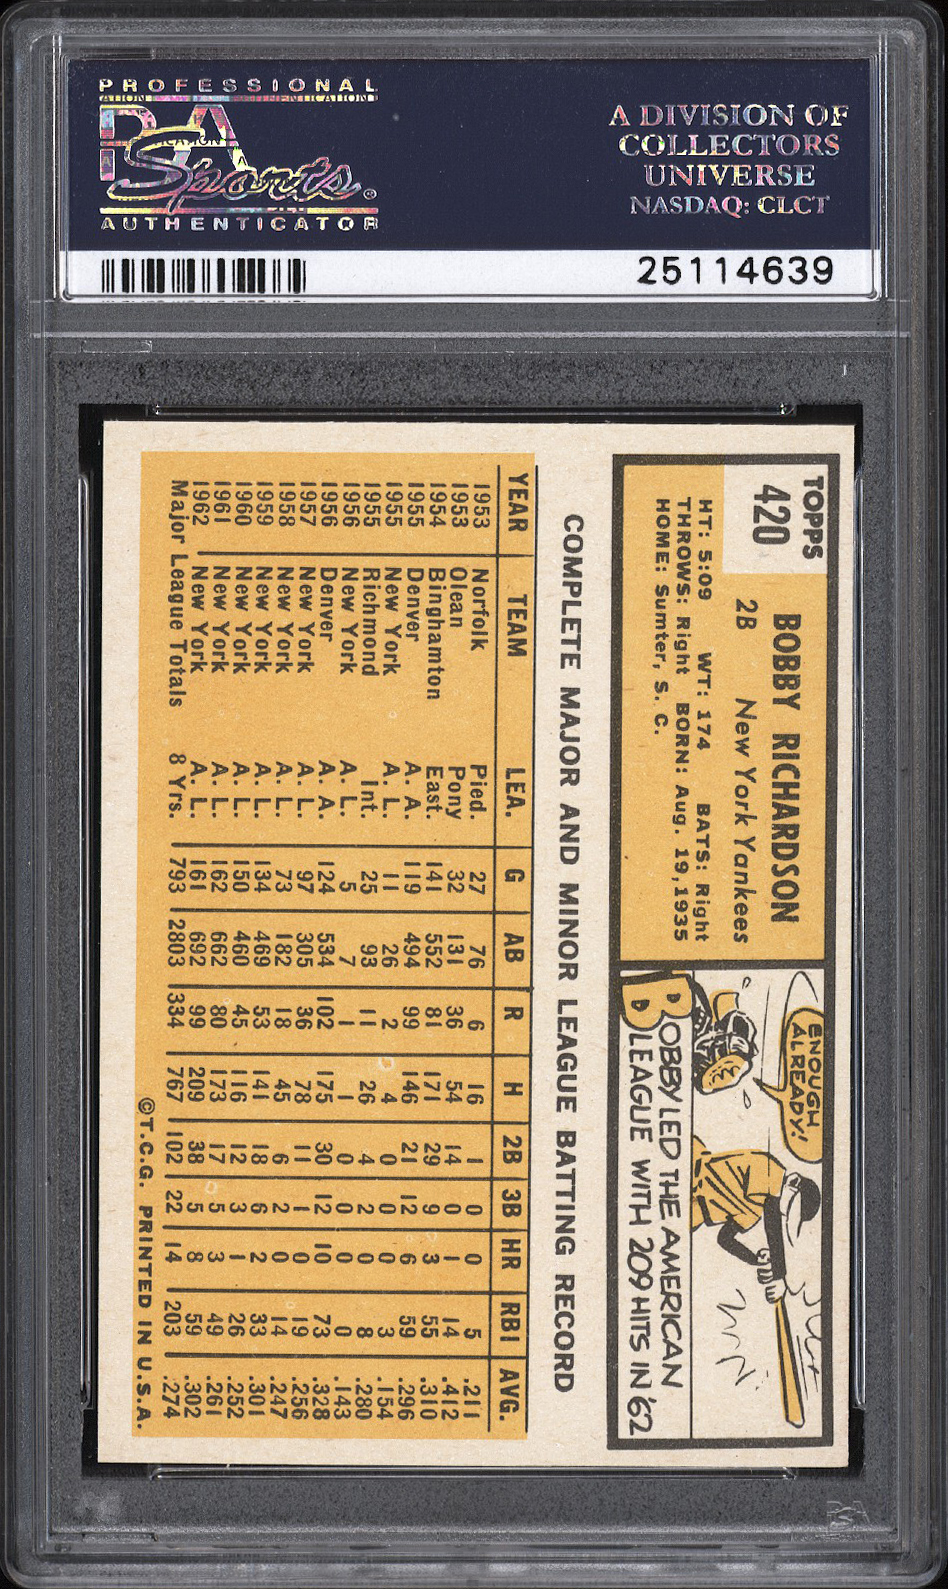 PROFESSIONAL
PSA
Sports®
AUTHENTICATOR
A DIVISION OF
COLLECTORS
UNIVERSE
NASDAQ: CLCT
25114639
TOPPS
420
BOBBY RICHARDSON
2B New York Yankees
HT: 5:09 WT: 174 BATS: Right
THROWS: Right BORN: Aug. 19, 1935
HOME: Sumter, S. C.
ENOUGH
ALREADY!
BOBBY LED THE AMERICAN
LEAGUE WITH 209 HITS IN '62
COMPLETE MAJOR AND MINOR LEAGUE BATTING RECORD
YEAR TEAM LEA. G AB R H 2B 3B HR RBI AVG.
1953 Norfolk Pied. 27 76 6 16 1 0 0 5 .211
1953 Olean Pony 32 131 36 54 14 0 1 14 .412
1954 Binghamton East. 141 552 81 171 29 9 3 55 .310
1955 Denver A. A. 119 494 99 146 21 12 6 59 .296
1955 New York A. L. 11 26 2 4 0 0 0 3 .154
1955 Richmond Int. 25 93 11 26 4 2 0 8 .280
1956 New York A. L. 5 7 1 1 0 0 0 0 .143
1956 Denver A. A. 124 534 102 175 30 12 10 73 .328
1957 New York A. L. 97 305 36 78 11 1 0 19 .256
1958 New York A. L. 73 182 18 45 6 2 0 14 .247
1959 New York A. L. 134 469 53 141 18 6 2 33 .301
1960 New York A. L. 150 460 45 116 12 3 1 26 .252
1961 New York A. L. 162 662 80 173 17 5 3 49 .261
1962 New York A. L. 161 692 99 209 38 5 8 59 .302
Major League Totals 8 Yrs. 793 2803 334 767 102 22 14 203 .274
©T.C.G. PRINTED IN U.S.A.